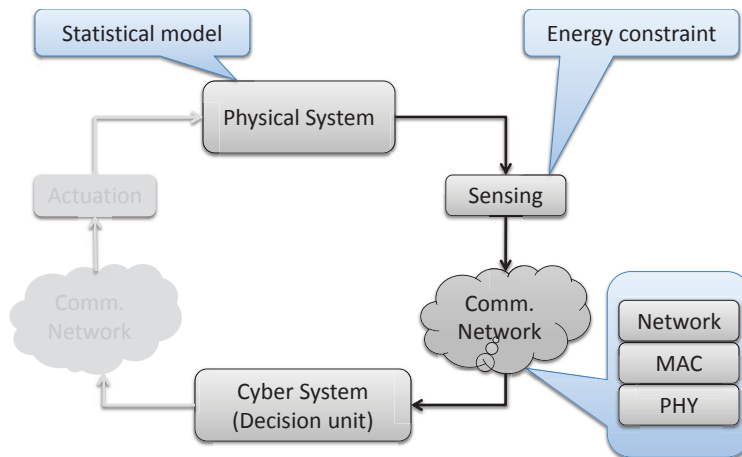 Statistical model
Energy constraint
Physical System
Actuation
Sensing
Comm.
Network
Comm.
Network
Network
MAC
PHY
Cyber System
(Decision unit)